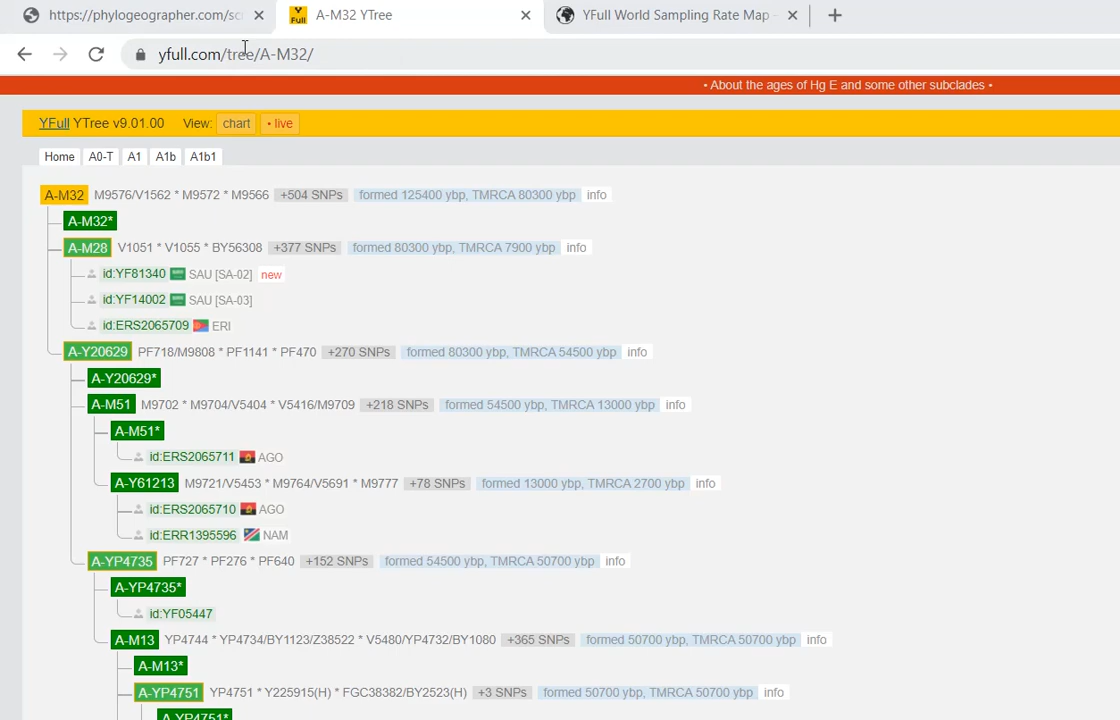 https://phylogeographer.com/scr
A-M32 YTree
YFull World Sampling Rate Map -
yfull.com/tree/A-M32/
• About the ages of Hg E and some other subclades •
YFull YTree v9.01.00 View: chart • live
Home A0-T A1 A1b A1b1
A-M32 M9576/V1562 * M9572 * M9566 +504 SNPs formed 125400 ybp, TMRCA 80300 ybp info
A-M32*
A-M28 V1051 * V1055 * BY56308 +377 SNPs formed 80300 ybp, TMRCA 7900 ybp info
id:YF81340 SAU [SA-02] new
id:YF14002 SAU [SA-03]
id:ERS2065709 ERI
A-Y20629 PF718/M9808 * PF1141 * PF470 +270 SNPs formed 80300 ybp, TMRCA 54500 ybp info
A-Y20629*
A-M51 M9702 * M9704/V5404 * V5416/M9709 +218 SNPs formed 54500 ybp, TMRCA 13000 ybp info
A-M51*
id:ERS2065711 AGO
A-Y61213 M9721/V5453 * M9764/V5691 * M9777 +78 SNPs formed 13000 ybp, TMRCA 2700 ybp info
id:ERS2065710 AGO
id:ERR1395596 NAM
A-YP4735 PF727 * PF276 * PF640 +152 SNPs formed 54500 ybp, TMRCA 50700 ybp info
A-YP4735*
id:YF05447
A-M13 YP4744 * YP4734/BY1123/Z38522 * V5480/YP4732/BY1080 +365 SNPs formed 50700 ybp, TMRCA 50700 ybp info
A-M13*
A-YP4751 YP4751 * Y225915(H) * FGC38382/BY2523(H) +3 SNPs formed 50700 ybp, TMRCA 50700 ybp info
A-YP4751*